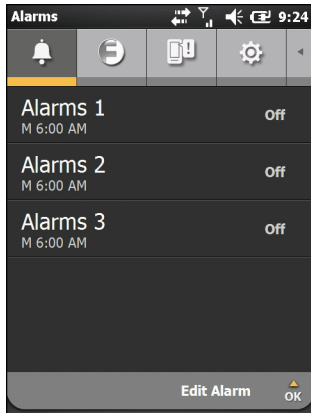 Alarms 9:24
Alarms 1
Off
M 6:00 AM
Alarms 2
Off
M 6:00 AM
Alarms 3
Off
M 6:00 AM
Edit Alarm OK